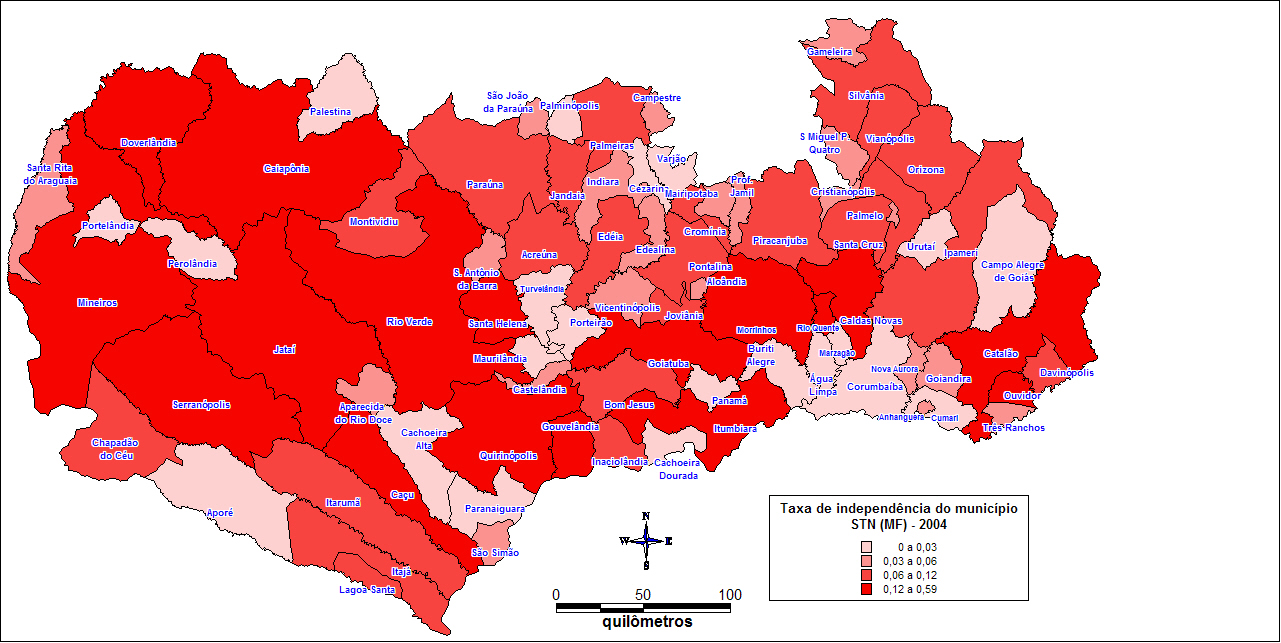 Gameleira
Palestina
São João
da Paraúna
Palminópolis
Campestre
Silvânia
Doverlândia
S Miguel P.
Quatro
Vianópolis
Palmeiras
Varjão
Santa Rita
do Araguaia
Caiapônia
Paraúna
Indiara
Cezarina
Jandaia
Mairipotaba
Prof.
Jamil
Cristianópolis
Orizona
Portelândia
Montividiu
Edéia
Cromínia
Piracanjuba
Palmelo
Santa Cruz
Urutaí
Ipameri
Perolândia
Acreúna
Edealina
Pontalina
Campo Alegre
de Goiás
S. Antônio
da Barra
Turvelândia
Aloândia
Mineiros
Vicentinópolis
Joviânia
Rio Verde
Santa Helena
Porteirão
Morrinhos
Rio Quente
Caldas Novas
Jataí
Maurilândia
Goiatuba
Buriti
Alegre
Marzagão
Catalão
Nova Aurora
Goiandira
Davinópolis
Água
Limpa
Corumbaíba
Castelândia
Ouvidor
Serranópolis
Aparecida
do Rio Doce
Bom Jesus
Panamá
Anhanguera
Cumari
Três Ranchos
Gouvelândia
Itumbiara
Cachoeira
Alta
Chapadão
do Céu
Quirinópolis
Inaciolândia
Cachoeira
Dourada
Itarumã
Caçu
Paranaiguara
Aporé
São Simão
Itajá
Lagoa Santa
N
W
E
S
0 50 100
quilômetros
Taxa de independência do município
STN (MF) - 2004
0 a 0,03
0,03 a 0,06
0,06 a 0,12
0,12 a 0,59